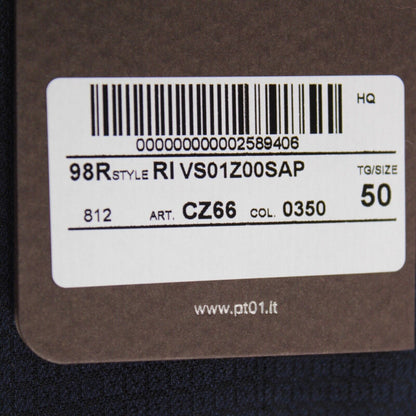 HQ
000000000002589406
98R STYLE RI VS01Z00SAP TG/SIZE
812 ART. CZ66 COL. 0350 50
www.pt01.it